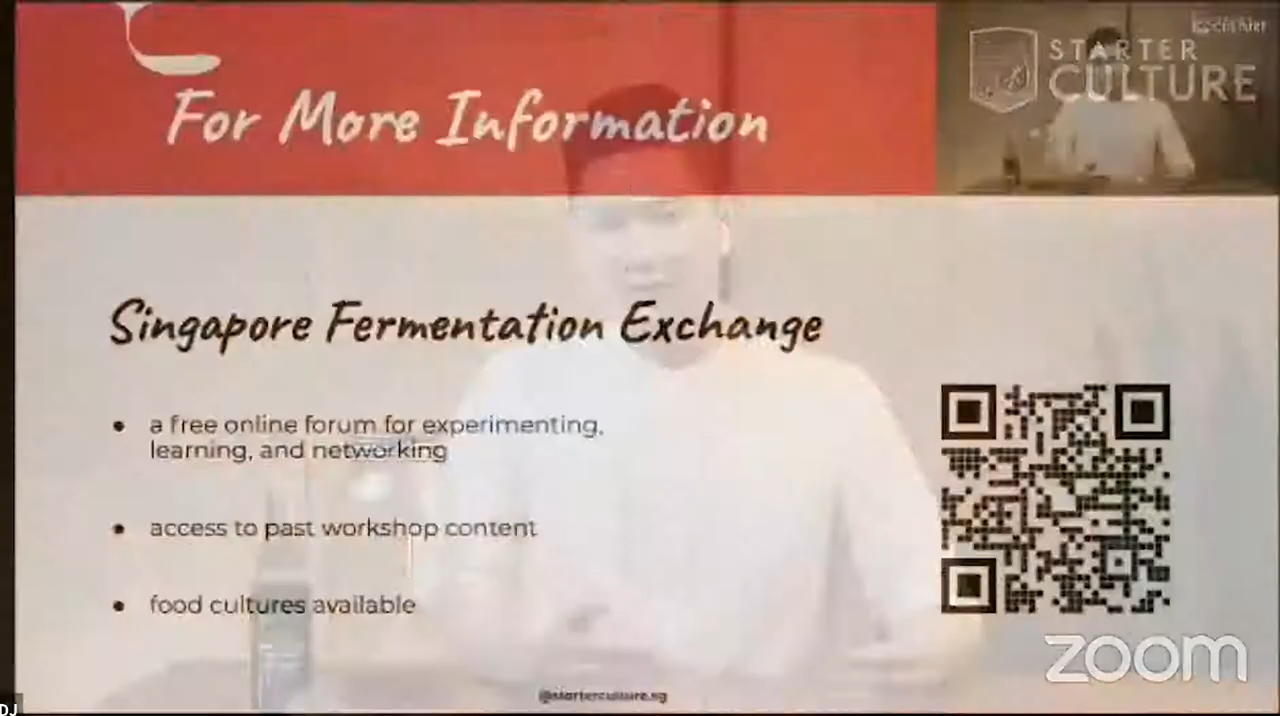 STARTER
CULTURE
For More Information
Singapore Fermentation Exchange
a free online forum for experimenting,
learning, and networking
access to past workshop content
food cultures available
zoom
@starterculture.sg
DJ